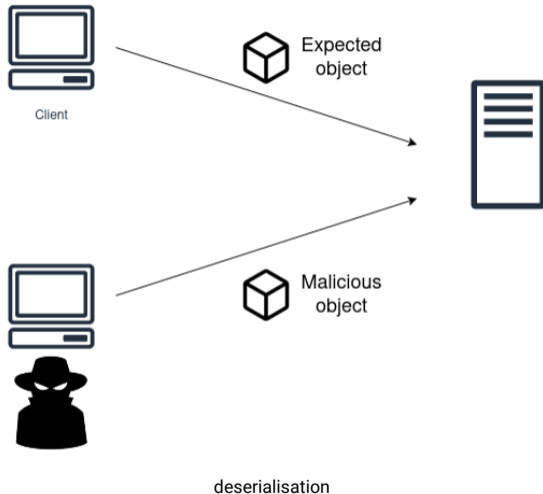 Expected
object
Client
Malicious
object
deserialisation